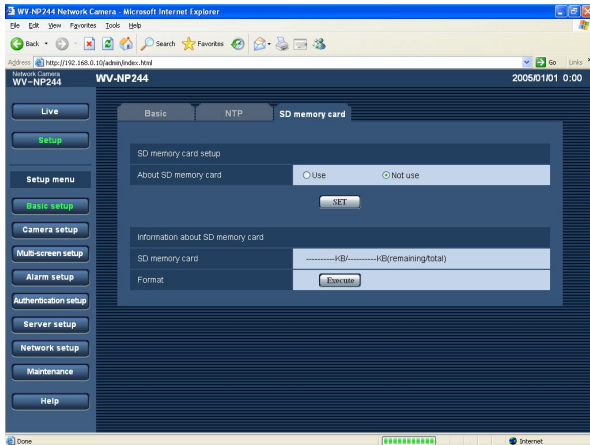 WV-NP244 Network Camera - Microsoft Internet Explorer
File Edit View Favorites Tools Help
Back Search Favorites
Address http://192.168.0.10/admin/index.html Go Links
Network Camera
WV-NP244
WV-NP244
2005/01/01 0:00
Live
Setup
Setup menu
Basic setup
Camera setup
Multi-screen setup
Alarm setup
Authentication setup
Server setup
Network setup
Maintenance
Help
Basic NTP SD memory card
SD memory card setup
About SD memory card Use Not use
SET
Information about SD memory card
SD memory card ----------KB/----------KB(remaining/total)
Format Execute
Done Internet